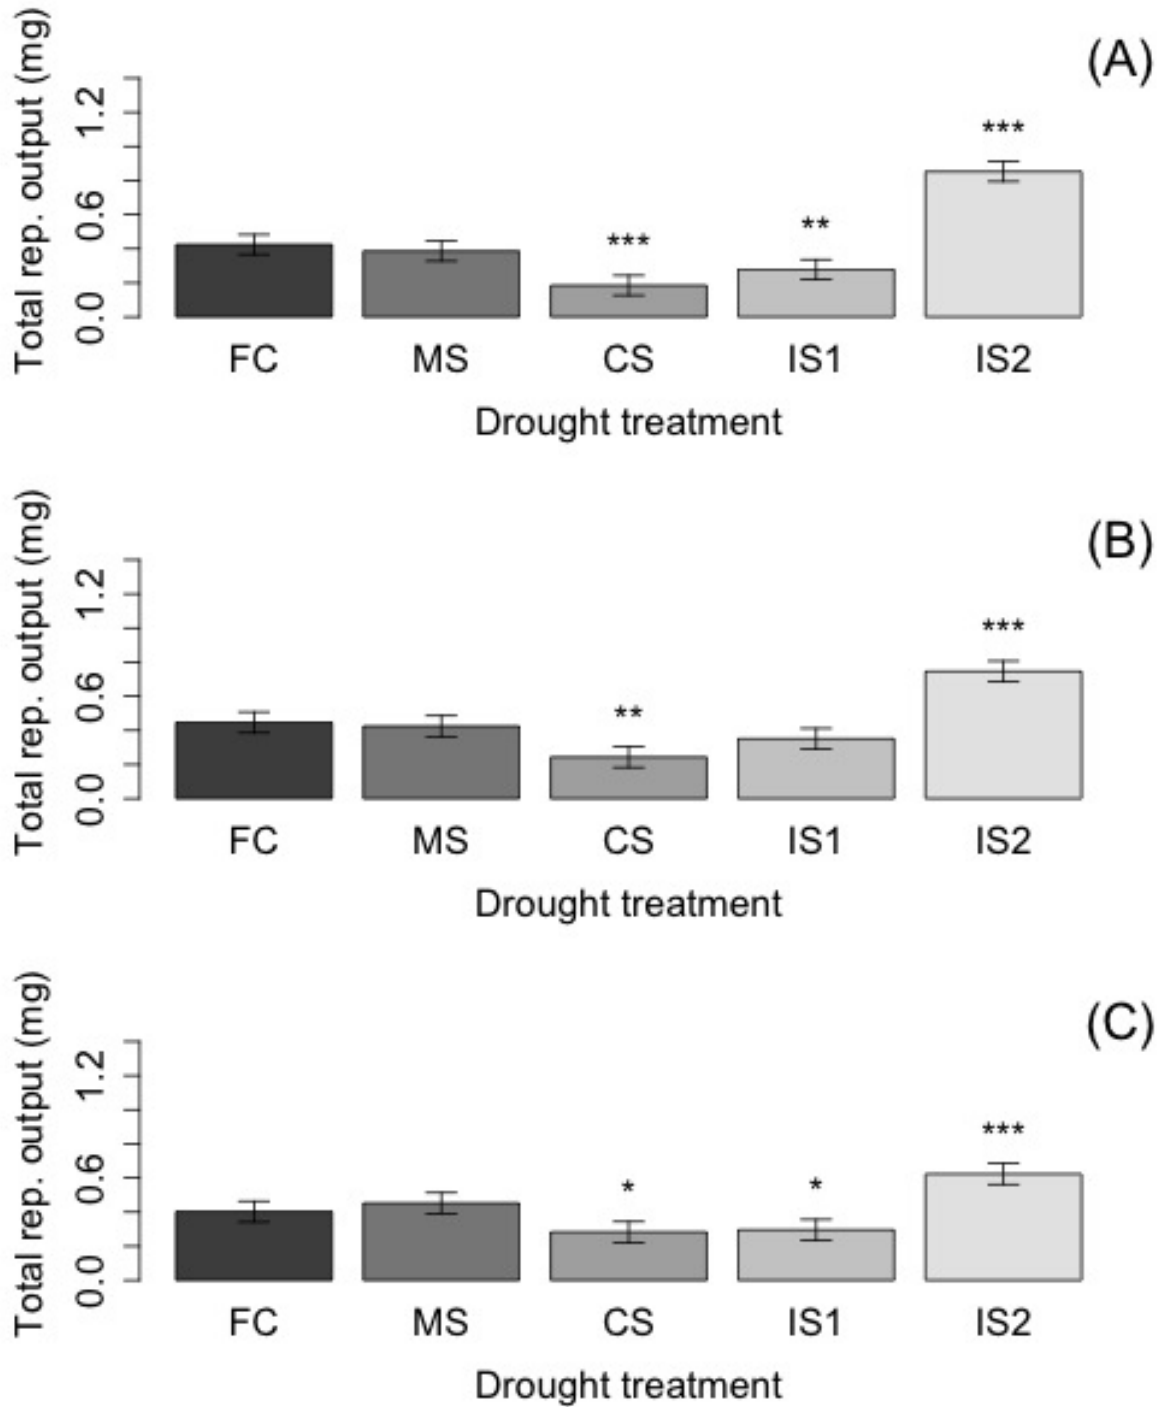 (A)
Total rep. output (mg)
1.2
0.6
0.0
***
**
***
FC MS CS IS1 IS2
Drought treatment
(B)
Total rep. output (mg)
1.2
0.6
0.0
**
***
FC MS CS IS1 IS2
Drought treatment
(C)
Total rep. output (mg)
1.2
0.6
0.0
*
*
***
FC MS CS IS1 IS2
Drought treatment